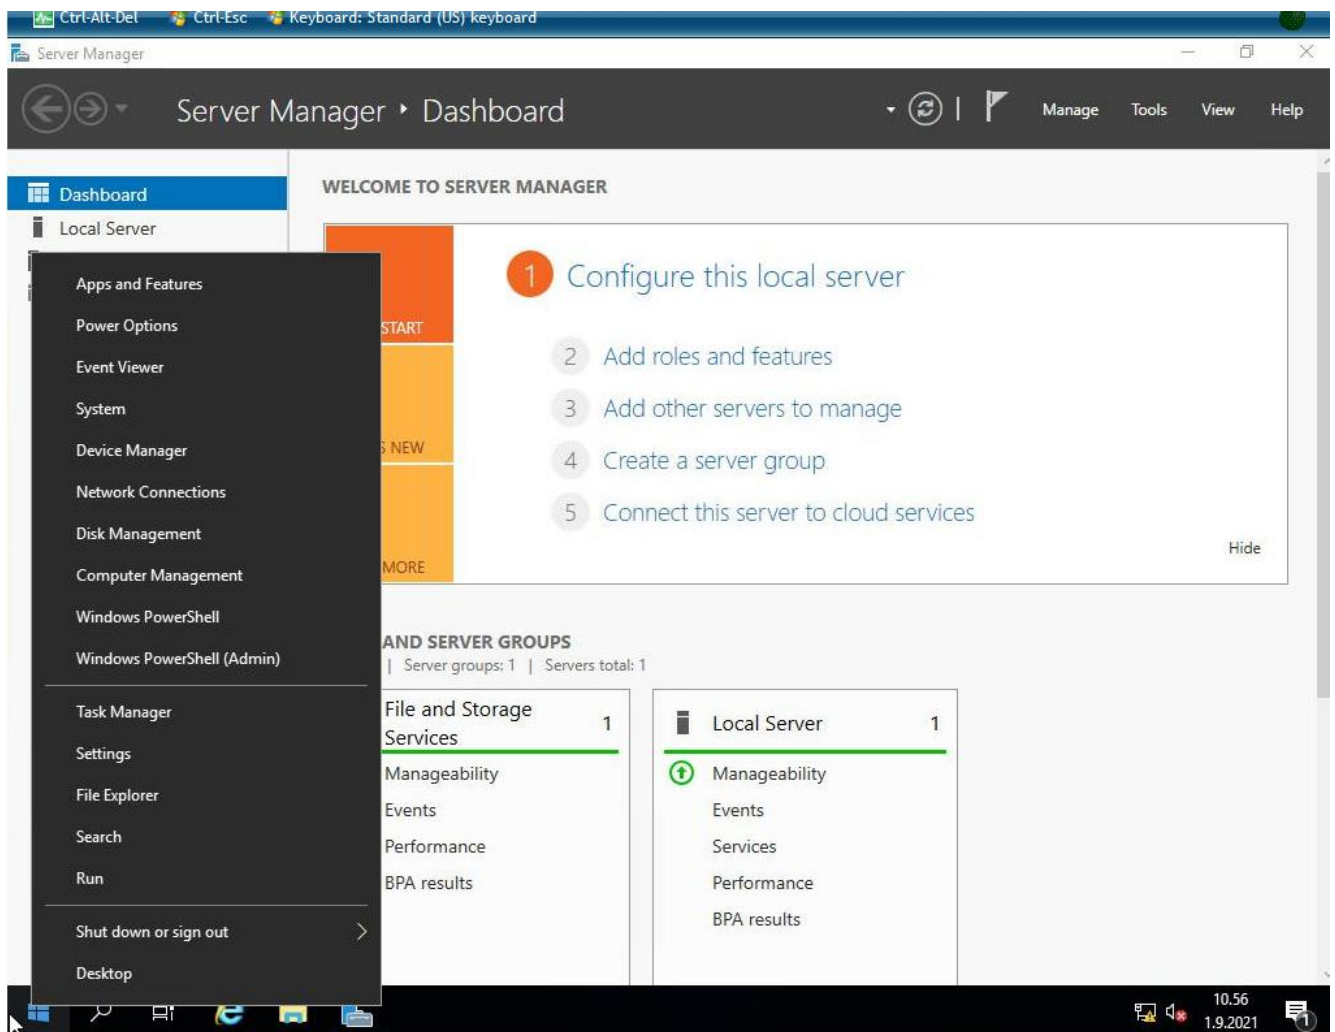 Ctrl-Alt-Del Ctrl-Esc Keyboard: Standard (US) keyboard
Server Manager
Server Manager Dashboard
Manage Tools View Help
Dashboard
Local Server
Apps and Features
Power Options
Event Viewer
System
Device Manager
Network Connections
Disk Management
Computer Management
Windows PowerShell
Windows PowerShell (Admin)
Task Manager
Settings
File Explorer
Search
Run
Shut down or sign out
Desktop
WELCOME TO SERVER MANAGER
START
NEW
MORE
1 Configure this local server
2 Add roles and features
3 Add other servers to manage
4 Create a server group
5 Connect this server to cloud services
Hide
AND SERVER GROUPS
| Server groups: 1 | Servers total: 1
File and Storage
Services 1
Manageability
Events
Performance
BPA results
Local Server 1
Manageability
Events
Services
Performance
BPA results
10.56
1.9.2021
1